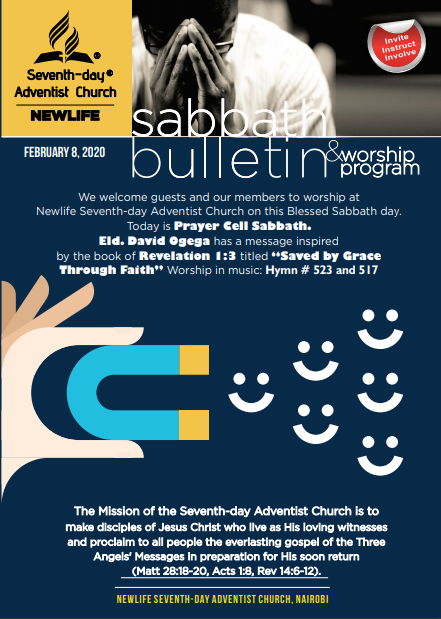 Seventh-day®
Adventist Church
NEWLIFE
Invite
Instruct
Involve
FEBRUARY 8, 2020
sabbath
bulletin
&worship
program
We welcome guests and our members to worship at
Newlife Seventh-day Adventist Church on this Blessed Sabbath day.
Today is Prayer Cell Sabbath.
Eld. David Ogega has a message inspired
by the book of Revelation 1:3 titled “Saved by Grace
Through Faith” Worship in music: Hymn # 523 and 517
The Mission of the Seventh-day Adventist Church is to
make disciples of Jesus Christ who live as His loving witnesses
and proclaim to all people the everlasting gospel of the Three
Angels' Messages in preparation for His soon return
(Matt 28:18-20, Acts 1:8, Rev 14:6-12).
NEWLIFE SEVENTH-DAY ADVENTIST CHURCH, NAIROBI